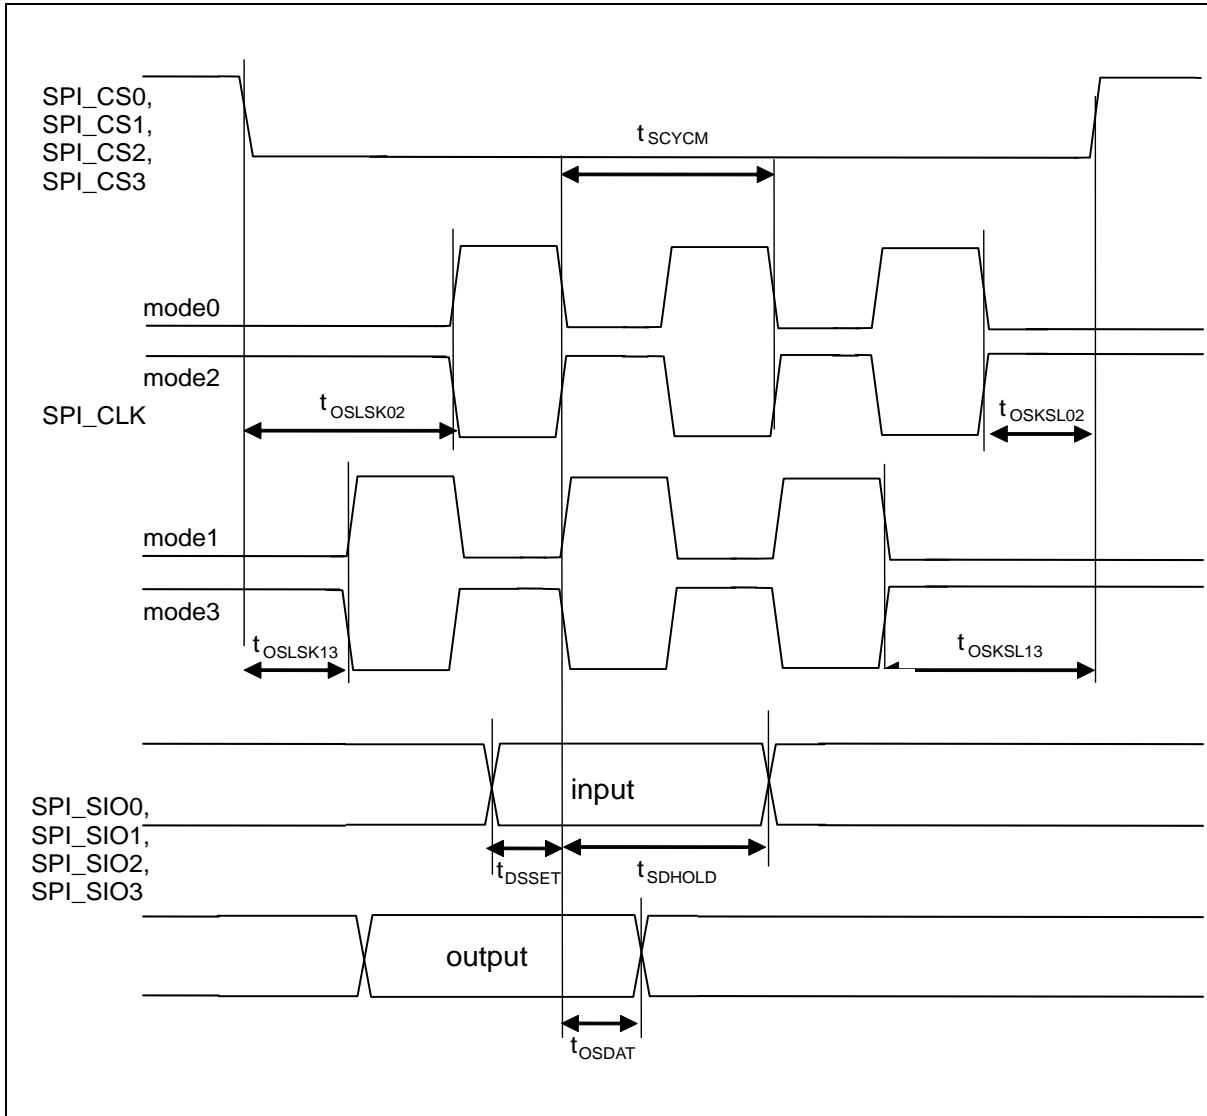 SPI_CS0,
SPI_CS1,
SPI_CS2,
SPI_CS3
tSCYCM
mode0
mode2
SPI_CLK
tOSLSK02
tOSKSL02
mode1
mode3
tOSLSK13
tOSKSL13
input
SPI_SIO0,
SPI_SIO1,
SPI_SIO2,
SPI_SIO3
tDSSET
tSDHOLD
output
tOSDAT